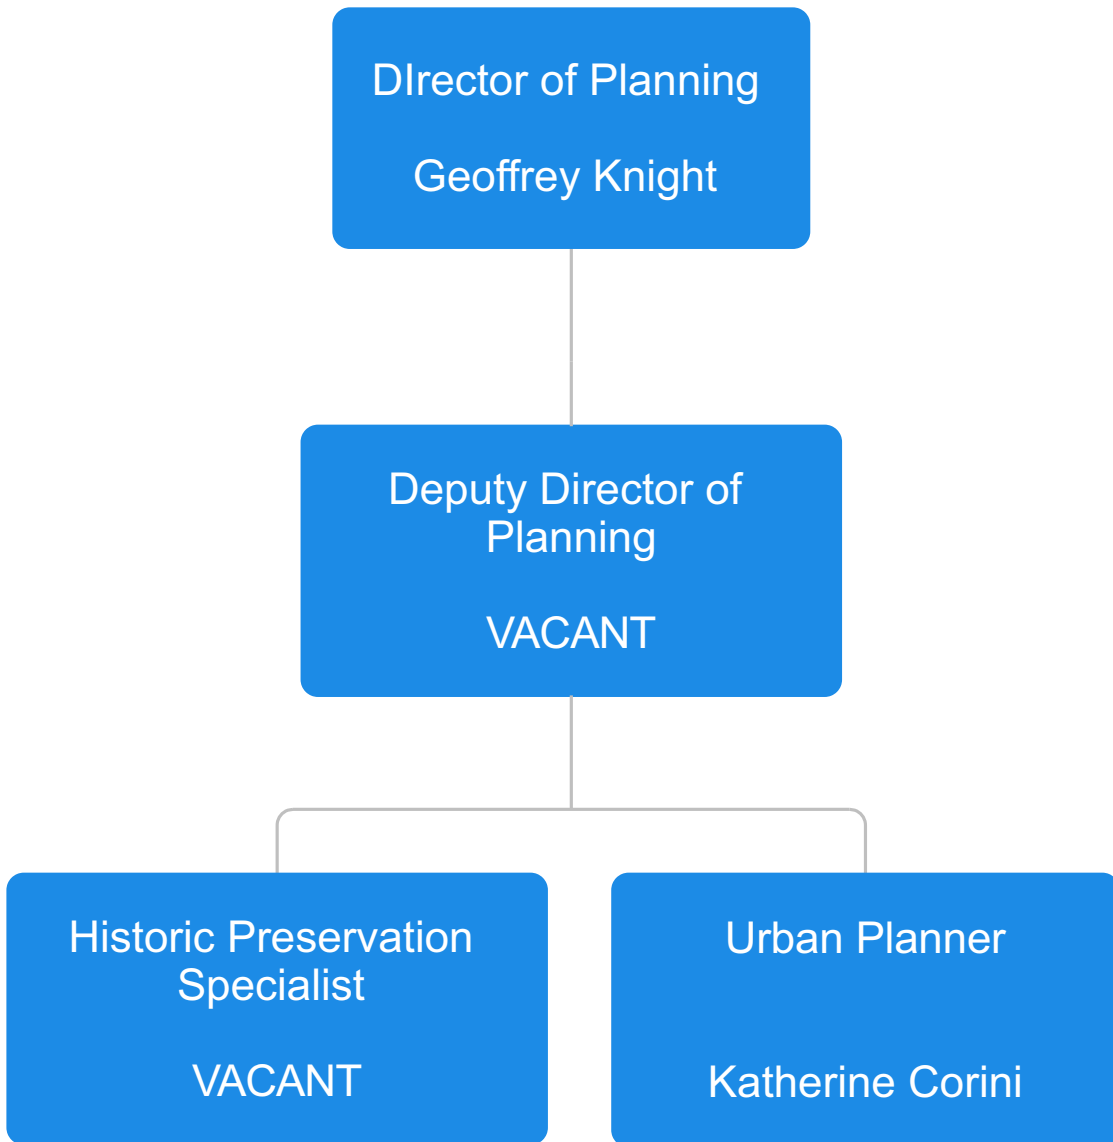 DIrector of Planning
Geoffrey Knight
Deputy Director of
Planning
VACANT
Historic Preservation
Specialist
VACANT
Urban Planner
Katherine Corini